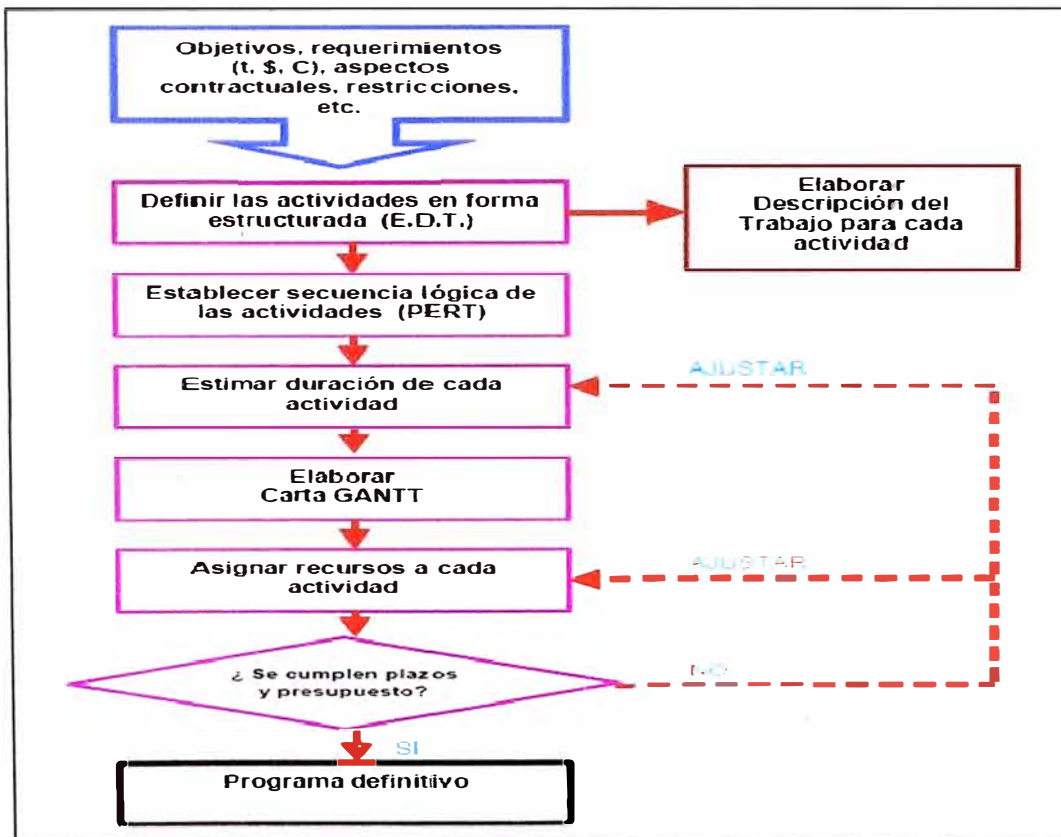 Objetivos, requerimientos
(t, $, C), aspectos
contractuales, restricciones,
etc.
Definir las actividades en forma
estructurada (E.D.T.)
Elaborar
Descripción del
Trabajo para cada
actividad
Establecer secuencia lógica de
las actividades (PERT)
Estimar duración de cada
actividad
AJUSTAR
Elaborar
Carta GANTT
Asignar recursos a cada
actividad
AJUSTAR
¿ Se cumplen plazos
y presupuesto?
NO
SI
Programa definitivo